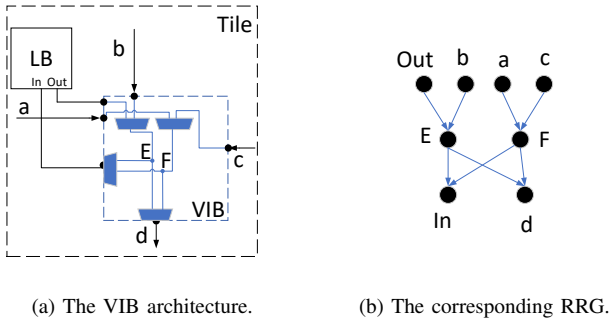 Tile
LB
In Out
b
a
E F
c
d
VIB
Out b a c
E F
In d
(a) The VIB architecture.
(b) The corresponding RRG.